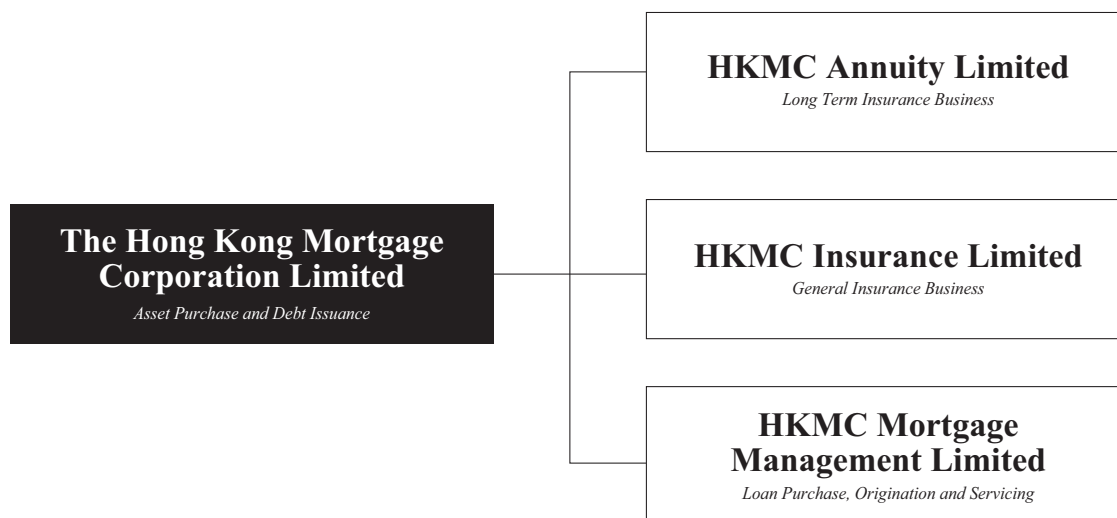 HKMC Annuity Limited
Long Term Insurance Business
The Hong Kong Mortgage
Corporation Limited
Asset Purchase and Debt Issuance
HKMC Insurance Limited
General Insurance Business
HKMC Mortgage
Management Limited
Loan Purchase, Origination and Servicing